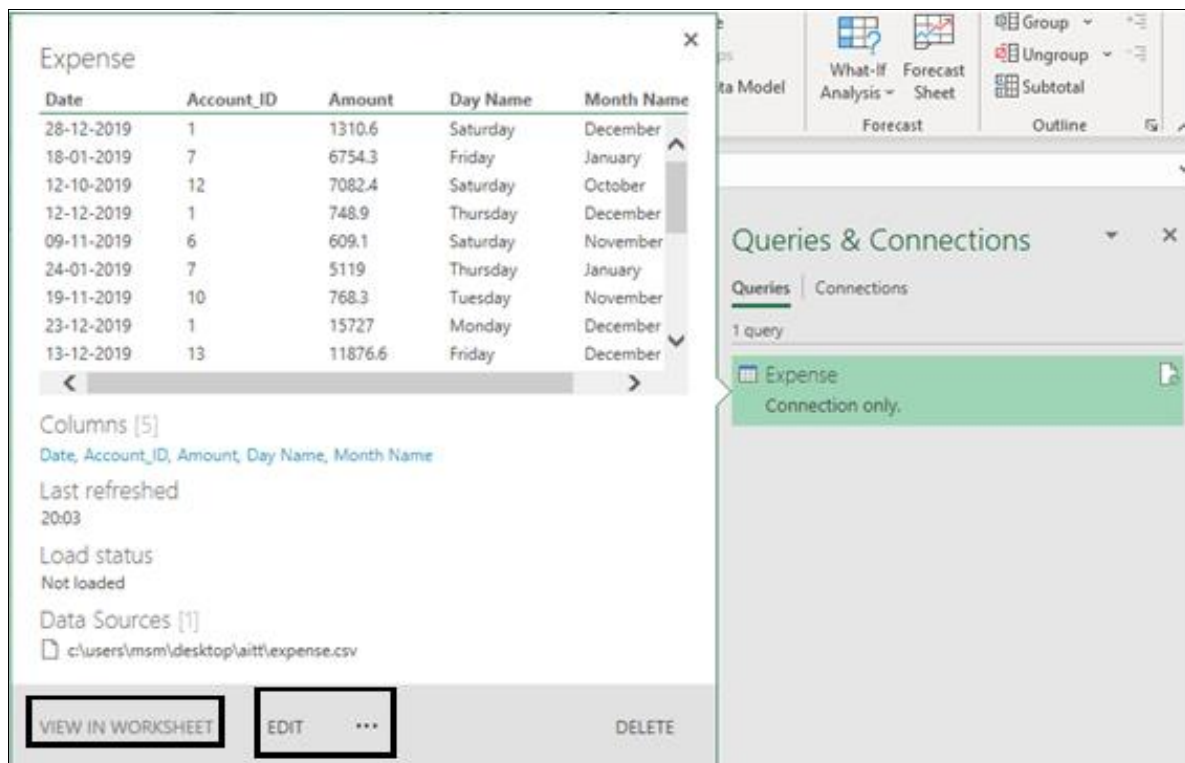 Expense
Date Account_ID Amount Day Name Month Name
28-12-2019 1 1310.6 Saturday December
18-01-2019 7 6754.3 Friday January
12-10-2019 12 7082.4 Saturday October
12-12-2019 1 748.9 Thursday December
09-11-2019 6 609.1 Saturday November
24-01-2019 7 5119 Thursday January
19-11-2019 10 768.3 Tuesday November
23-12-2019 1 15727 Monday December
13-12-2019 13 11876.6 Friday December
Columns [5]
Date, Account_ID, Amount, Day Name, Month Name
Last refreshed
20:03
Load status
Not loaded
Data Sources [1]
c:\users\msm\desktop\aitt\expense.csv
VIEW IN WORKSHEET EDIT ... DELETE
ta Model
What-If Analysis
Forecast Sheet
Forecast
Group
Ungroup
Subtotal
Outline
Queries & Connections
Queries | Connections
1 query
Expense
Connection only.